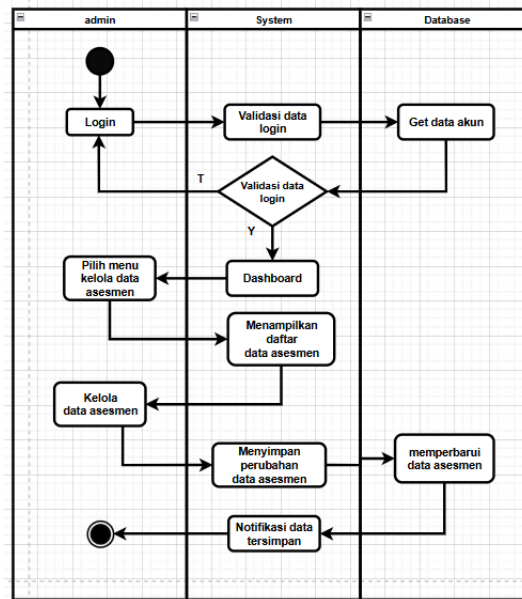 admin
System
Database
Login
Validasi data
login
Get data akun
T
Validasi data
login
Y
Pilih menu
kelola data
asesmen
Dashboard
Menampilkan
daftar
data asesmen
Kelola
data asesmen
Menyimpan
perubahan
data asesmen
memperbarui
data asesmen
Notifikasi data
tersimpan